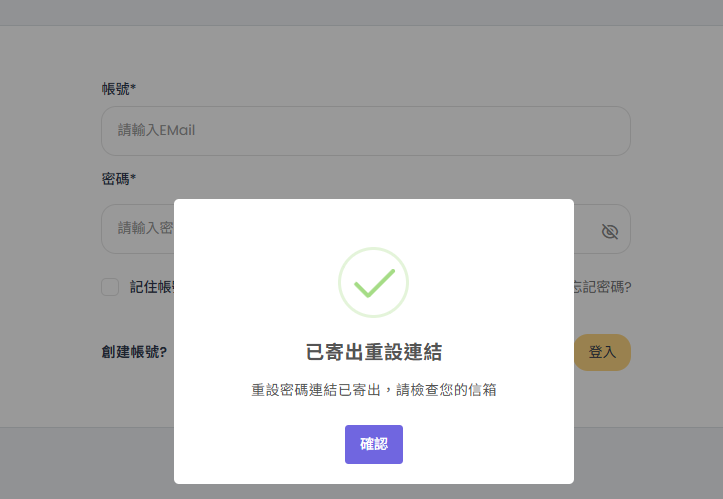 帳號*
請輸入EMail
密碼*
請輸入密
記住帳
忘記密碼?
創建帳號?
登入
已寄出重設連結
重設密碼連結已寄出，請檢查您的信箱
確認